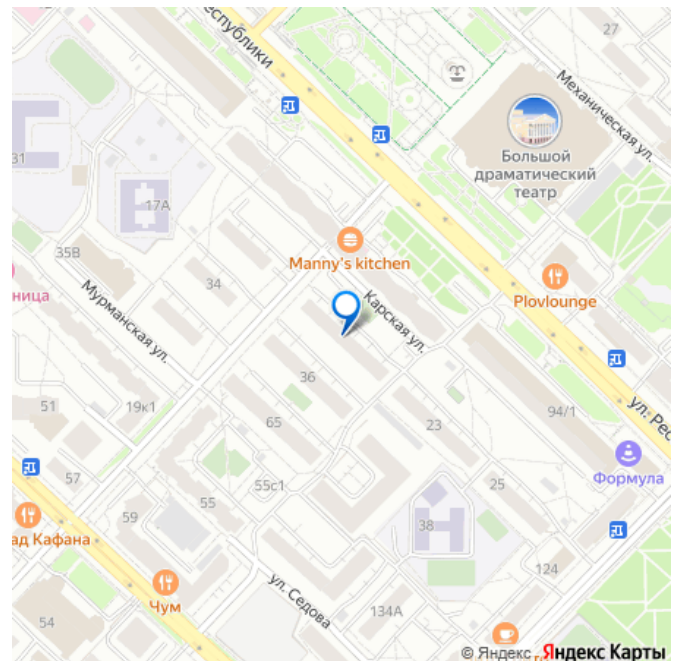 еспублики
27
Механическая ул.
Большой
драматический
театр
31
17А
35В
Manny's kitchen
34
Plovlounge
ница
Мурманская ул.
Карская ул.
36
51
19к1
65
23
94/1
ул. Рес
Формула
57
55с1
25
59
55
38
ад Кафана
124
Чум
ул. Седова
134А
54
© Яндекс
Яндекс Карты